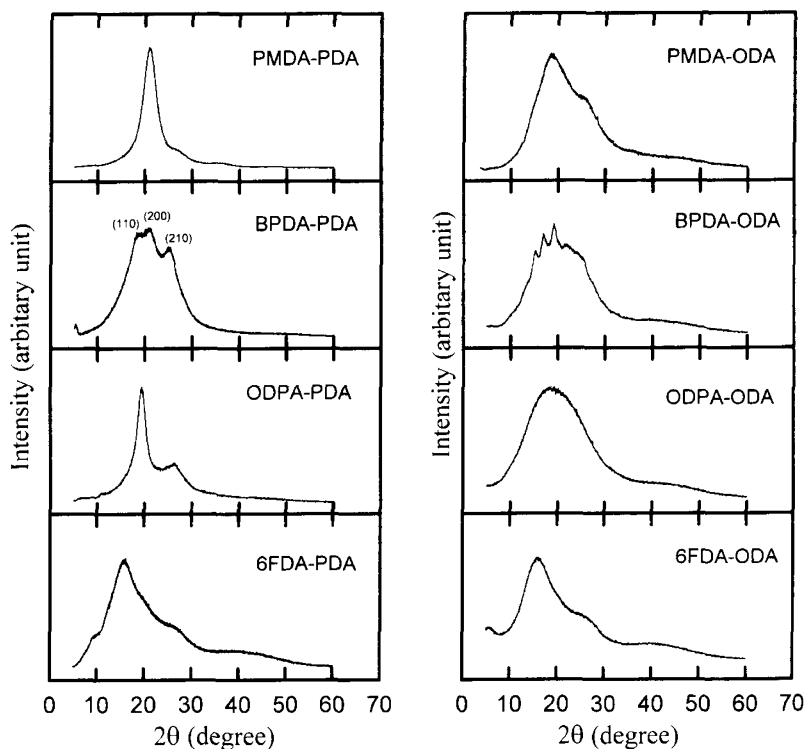 PMDA-PDA
BPDA-PDA
(110) (200) (210)
ODPA-PDA
6FDA-PDA
Intensity (arbitary unit)
0 10 20 30 40 50 60 70
2θ (degree)
PMDA-ODA
BPDA-ODA
ODPA-ODA
6FDA-ODA
Intensity (arbitary unit)
0 10 20 30 40 50 60 70
2θ (degree)